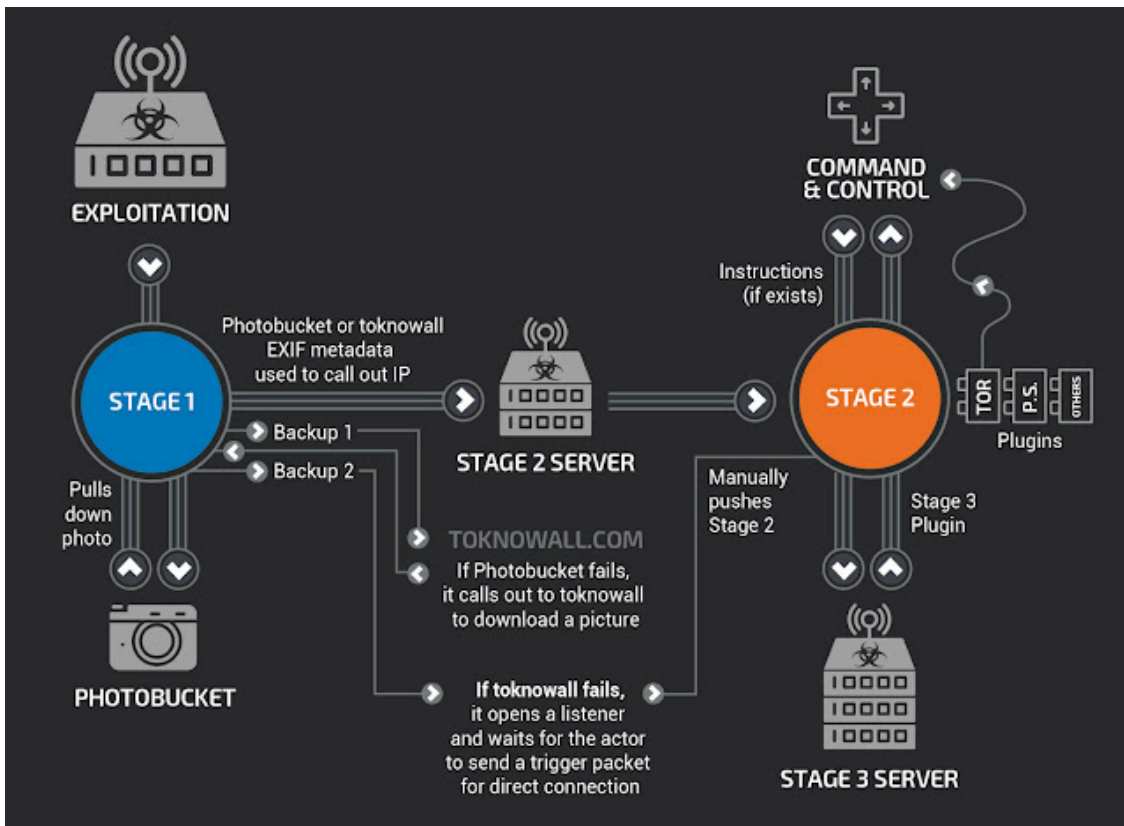 EXPLOITATION
COMMAND
& CONTROL
Instructions
(if exists)
Photobucket or toknowall
EXIF metadata
used to call out IP
STAGE 1
STAGE 2 SERVER
STAGE 2
TOR
P.S.
OTHERS
Plugins
Backup 1
Backup 2
Pulls
down
photo
PHOTOBUCKET
TOKNOWALL.COM
If Photobucket fails,
it calls out to toknowall
to download a picture
If toknowall fails,
it opens a listener
and waits for the actor
to send a trigger packet
for direct connection
Manually
pushes
Stage 2
Stage 3
Plugin
STAGE 3 SERVER